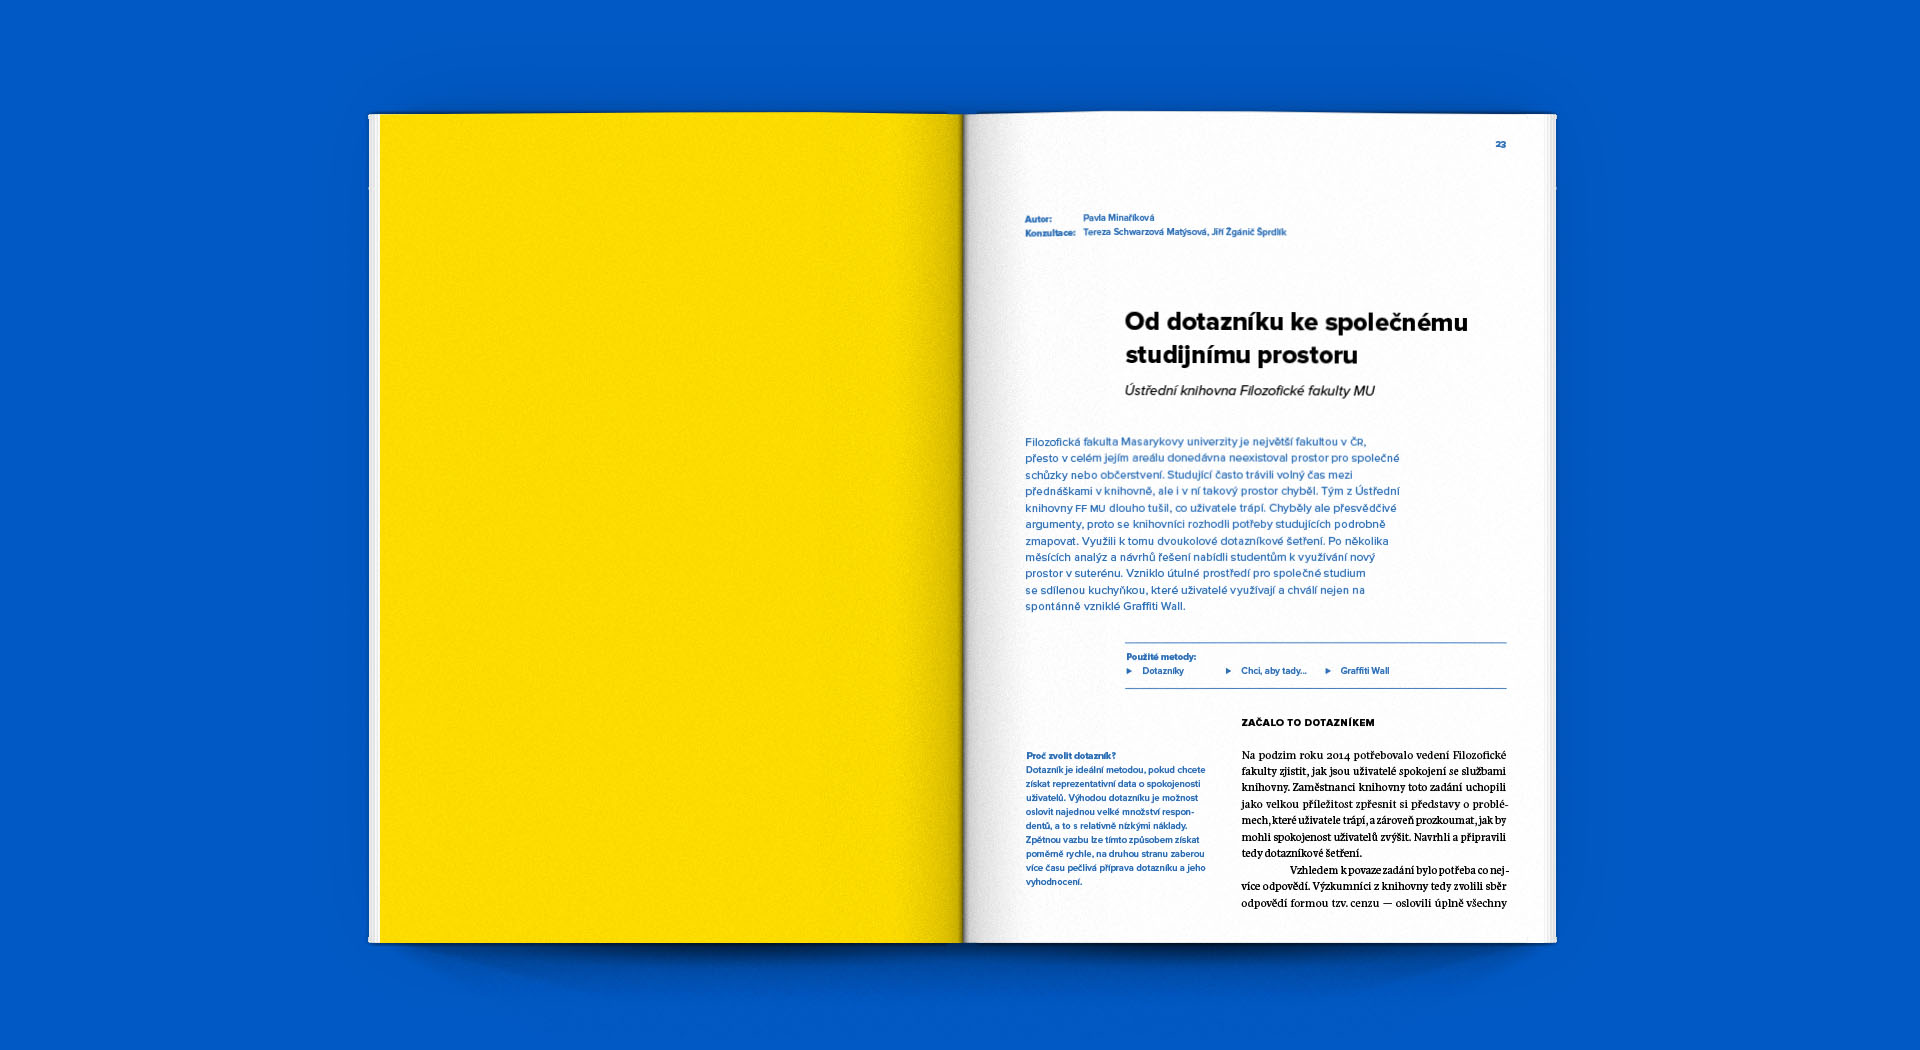 23
Autor: Pavla Minaříková
Konzultace: Tereza Schwarzová Matýsová, Jiří Žganič Šprdlík
Od dotazníku ke společnému
studijnímu prostoru
Ústřední knihovna Filozofické fakulty MU
Filozofická fakulta Masarykovy univerzity je největší fakultou v ČR,
přesto v celém jejím areálu donedávna neexistoval prostor pro společné
schůzky nebo občerstvení. Studující často trávili volný čas mezi
přednáškami v knihovně, ale i v ní takový prostor chyběl. Tým z Ústřední
knihovny FF MU dlouho tušil, co uživatele trápí. Chyběly ale přesvědčivé
argumenty, proto se knihovníci rozhodli potřeby studujících podrobně
zmapovat. Využili k tomu dvoukolové dotazníkové šetření. Po několika
měsících analýz a návrhů řešení nabídli studentům k využívání nový
prostor v suterénu. Vzniklo útulné prostředí pro společné studium
se sdílenou kuchyňkou, které uživatelé využívají a chválí nejen na
spontánně vzniklé Graffiti Wall.
Použité metody:
▶ Dotazníky ▶ Chci, aby tady... ▶ Graffiti Wall
Proč zvolit dotazník?
Dotazník je ideální metodou, pokud chcete
získat reprezentativní data o spokojenosti
uživatelů. Výhodou dotazníku je možnost
oslovit najednou velké množství respon-
dentů, a to s relativně nízkými náklady.
Zpětnou vazbu lze tímto způsobem získat
poměrně rychle, na druhou stranu zaberou
více času pečlivá příprava dotazníku a jeho
vyhodnocení.
ZAČALO TO DOTAZNÍKEM
Na podzim roku 2014 potřebovalo vedení Filozofické
fakulty zjistit, jak jsou uživatelé spokojení se službami
knihovny. Zaměstnanci knihovny toto zadání uchopili
jako velkou příležitost zpřesnit si představy o problé-
mech, které uživatele trápí, a zároveň prozkoumat, jak by
mohli spokojenost uživatelů zvýšit. Navrhli a připravili
tedy dotazníkové šetření.
Vzhledem k povaze zadání bylo potřeba co nej-
více odpovědí. Výzkumníci z knihovny tedy zvolili sběr
odpovědí formou tzv. cenzu — oslovili úplně všechny